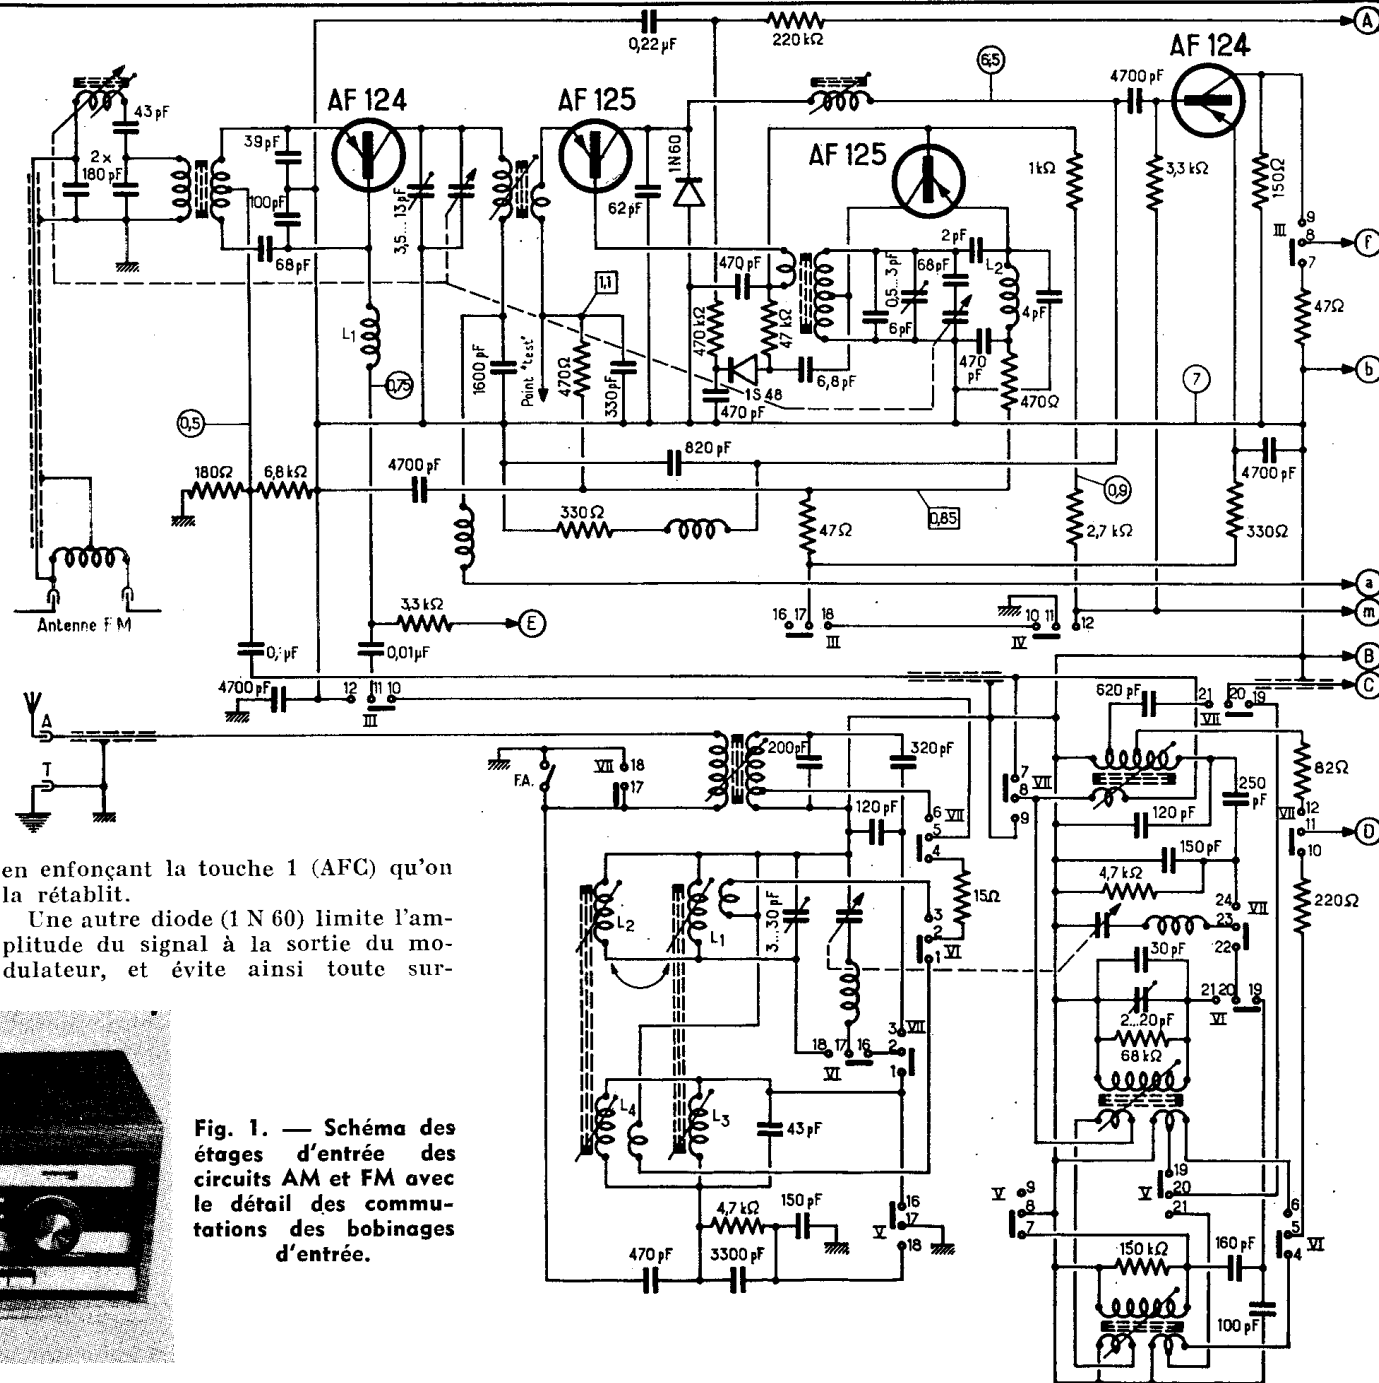 A
0,22 µF
220 kΩ
AF 124
6,5
4700 pF
43 pF
AF 124
AF 125
2 x
180 pF
39 pF
1N60
AF 125
1 kΩ
3,3 kΩ
150 Ω
100 pF
3,5... 13 pF
62 pF
9
III
8
f
7
68 pF
470 pF
2 pF
L2
0,5...3 pF
68 pF
1,1
4 pF
6 pF
47 Ω
L1
1600 pF
Point "test"
470 Ω
330 pF
470 kΩ
47 kΩ
6,8 pF
470
pF
1S 48
470 pF
470 Ω
0,75
7
b
0,5
820 pF
4700 pF
180 Ω
6,8 kΩ
4700 pF
0,9
0,85
330 Ω
47 Ω
2,7 kΩ
330 Ω
a
Antenne FM
3,3 kΩ
E
16
17
18
III
10
11
12
IV
m
0,01 µF
B
4700 pF
12
11
10
III
620 pF
21
20
19
VII
C
A
T
F.A.
VII
18
17
200 pF
320 pF
120 pF
6
VII
5
4
7
VII
8
9
250
pF
82 Ω
120 pF
12
VII
11
10
D
150 pF
4,7 kΩ
24
VII
23
22
220 Ω
en enfonçant la touche 1 (AFC) qu'on
la rétablit.
Une autre diode (1 N 60) limite l'am-
plitude du signal à la sortie du mo-
dulateur, et évite ainsi toute sur-
L2
L1
3...30 pF
15 Ω
3
2
VI
1
30 pF
21
20
19
VI
2...20 pF
68 kΩ
18
17
16
VI
3
VII
2
1
L4
L3
43 pF
Fig. 1. — Schéma des
étages d'entrée des
circuits AM et FM avec
le détail des commu-
tations des bobinages
d'entrée.
4,7 kΩ
150 pF
470 pF
3300 pF
16
17
V
18
V
9
8
7
19
V
20
21
6
5
VI
4
150 kΩ
160 pF
100 pF